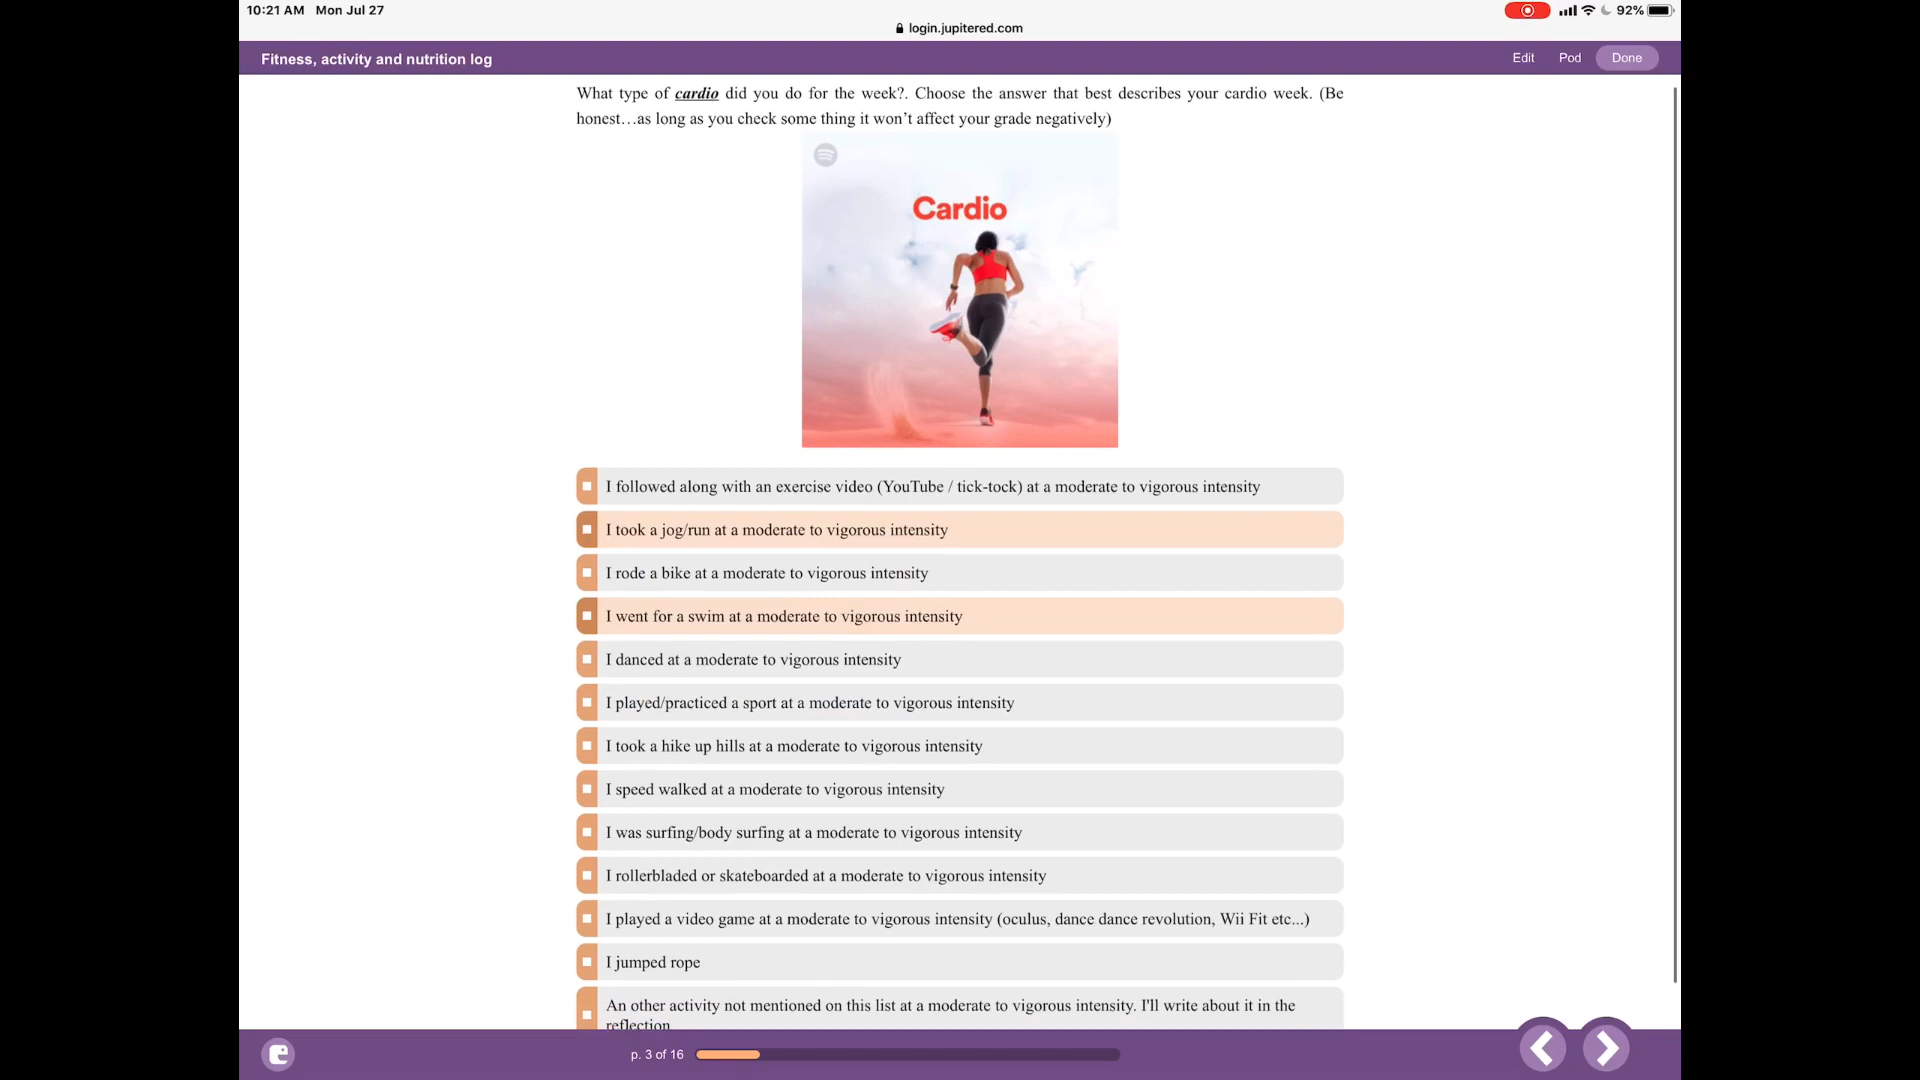 10:21 AM Mon Jul 27
92%
login.jupitered.com
Fitness, activity and nutrition log
Edit Pod Done
What type of cardio did you do for the week?. Choose the answer that best describes your cardio week. (Be
honest…as long as you check some thing it won’t affect your grade negatively)
Cardio
I followed along with an exercise video (YouTube / tick-tock) at a moderate to vigorous intensity
I took a jog/run at a moderate to vigorous intensity
I rode a bike at a moderate to vigorous intensity
I went for a swim at a moderate to vigorous intensity
I danced at a moderate to vigorous intensity
I played/practiced a sport at a moderate to vigorous intensity
I took a hike up hills at a moderate to vigorous intensity
I speed walked at a moderate to vigorous intensity
I was surfing/body surfing at a moderate to vigorous intensity
I rollerbladed or skateboarded at a moderate to vigorous intensity
I played a video game at a moderate to vigorous intensity (oculus, dance dance revolution, Wii Fit etc...)
I jumped rope
An other activity not mentioned on this list at a moderate to vigorous intensity. I'll write about it in the
reflection
p. 3 of 16